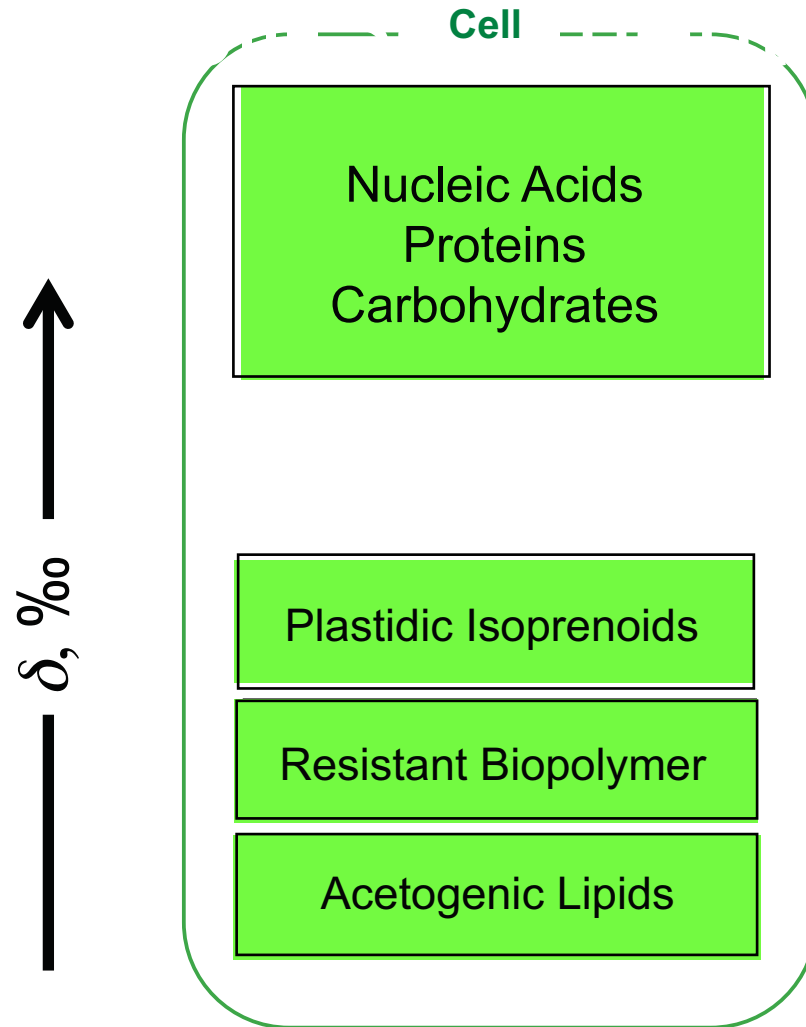 Cell
Nucleic Acids
Proteins
Carbohydrates
δ, ‰
Plastidic Isoprenoids
Resistant Biopolymer
Acetogenic Lipids